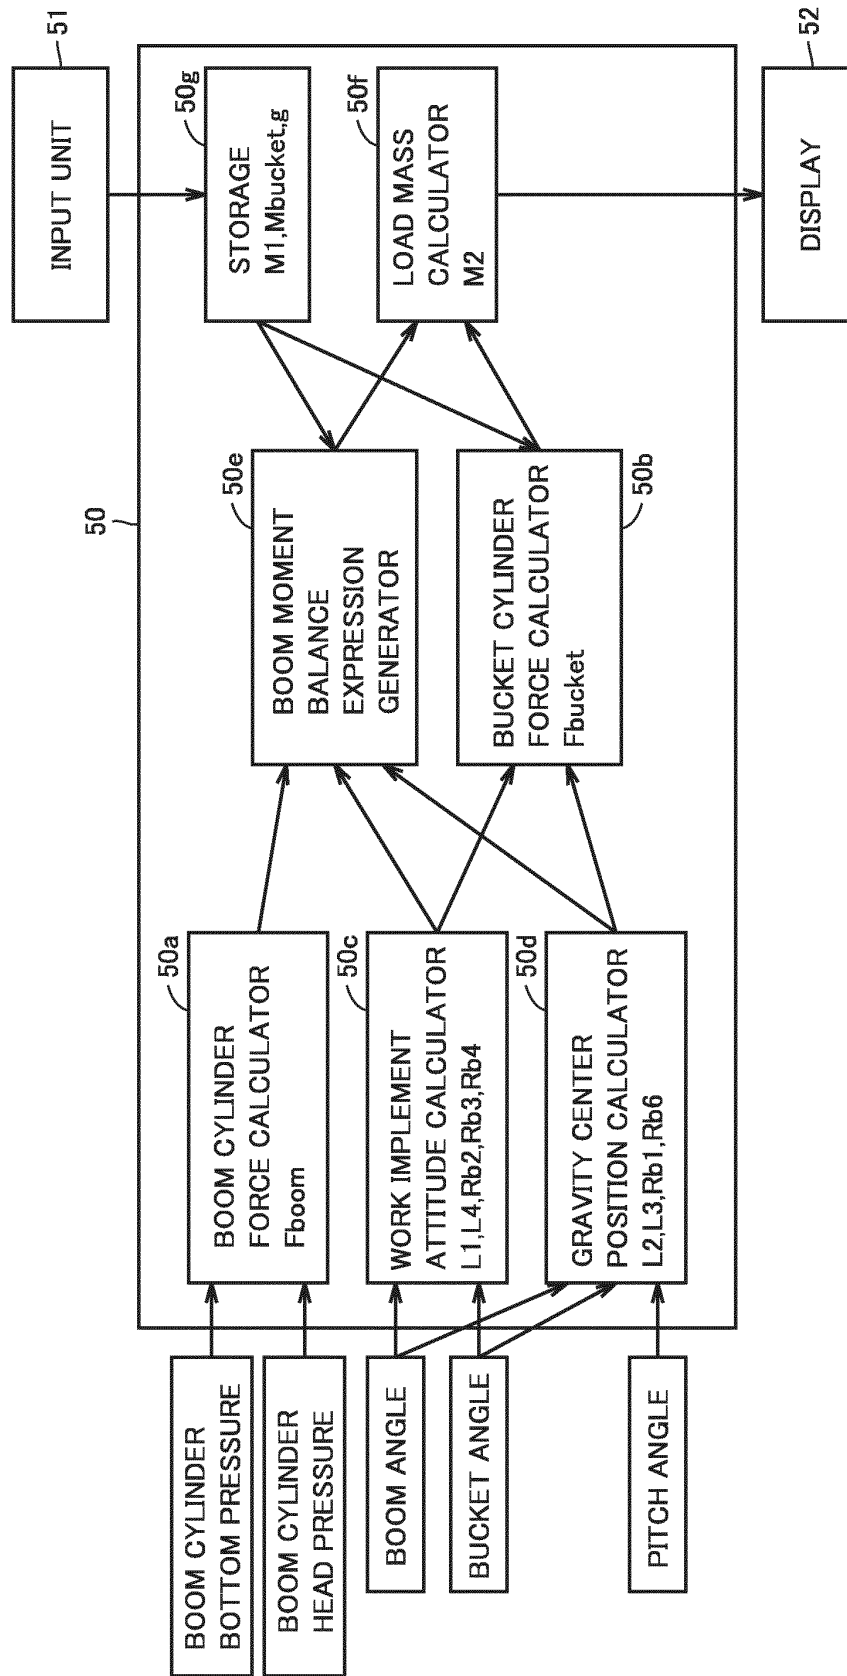 BOOM CYLINDER
BOTTOM PRESSURE
BOOM CYLINDER
HEAD PRESSURE
BOOM ANGLE
BUCKET ANGLE
PITCH ANGLE
50
50a
BOOM CYLINDER
FORCE CALCULATOR
Fboom
50c
WORK IMPLEMENT
ATTITUDE CALCULATOR
L1,L4,Rb2,Rb3,Rb4
50d
GRAVITY CENTER
POSITION CALCULATOR
L2,L3,Rb1,Rb6
50e
BOOM MOMENT
BALANCE
EXPRESSION
GENERATOR
BUCKET CYLINDER
FORCE CALCULATOR
Fbucket
50b
51
INPUT UNIT
50g
STORAGE
M1,Mbucket,g
50f
LOAD MASS
CALCULATOR
M2
52
DISPLAY